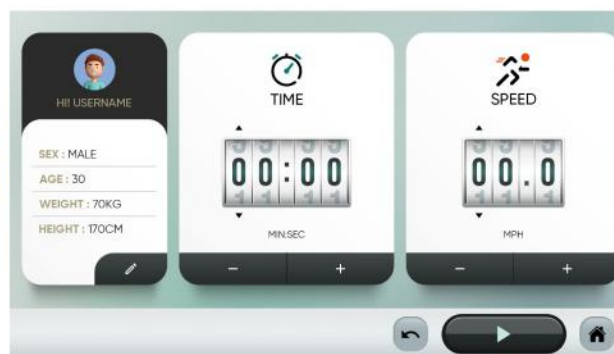 HI! USERNAME
SEX : MALE
AGE : 30
WEIGHT : 70KG
HEIGHT : 170CM
TIME
00:00
MIN:SEC
- +
SPEED
00.0
MPH
- +